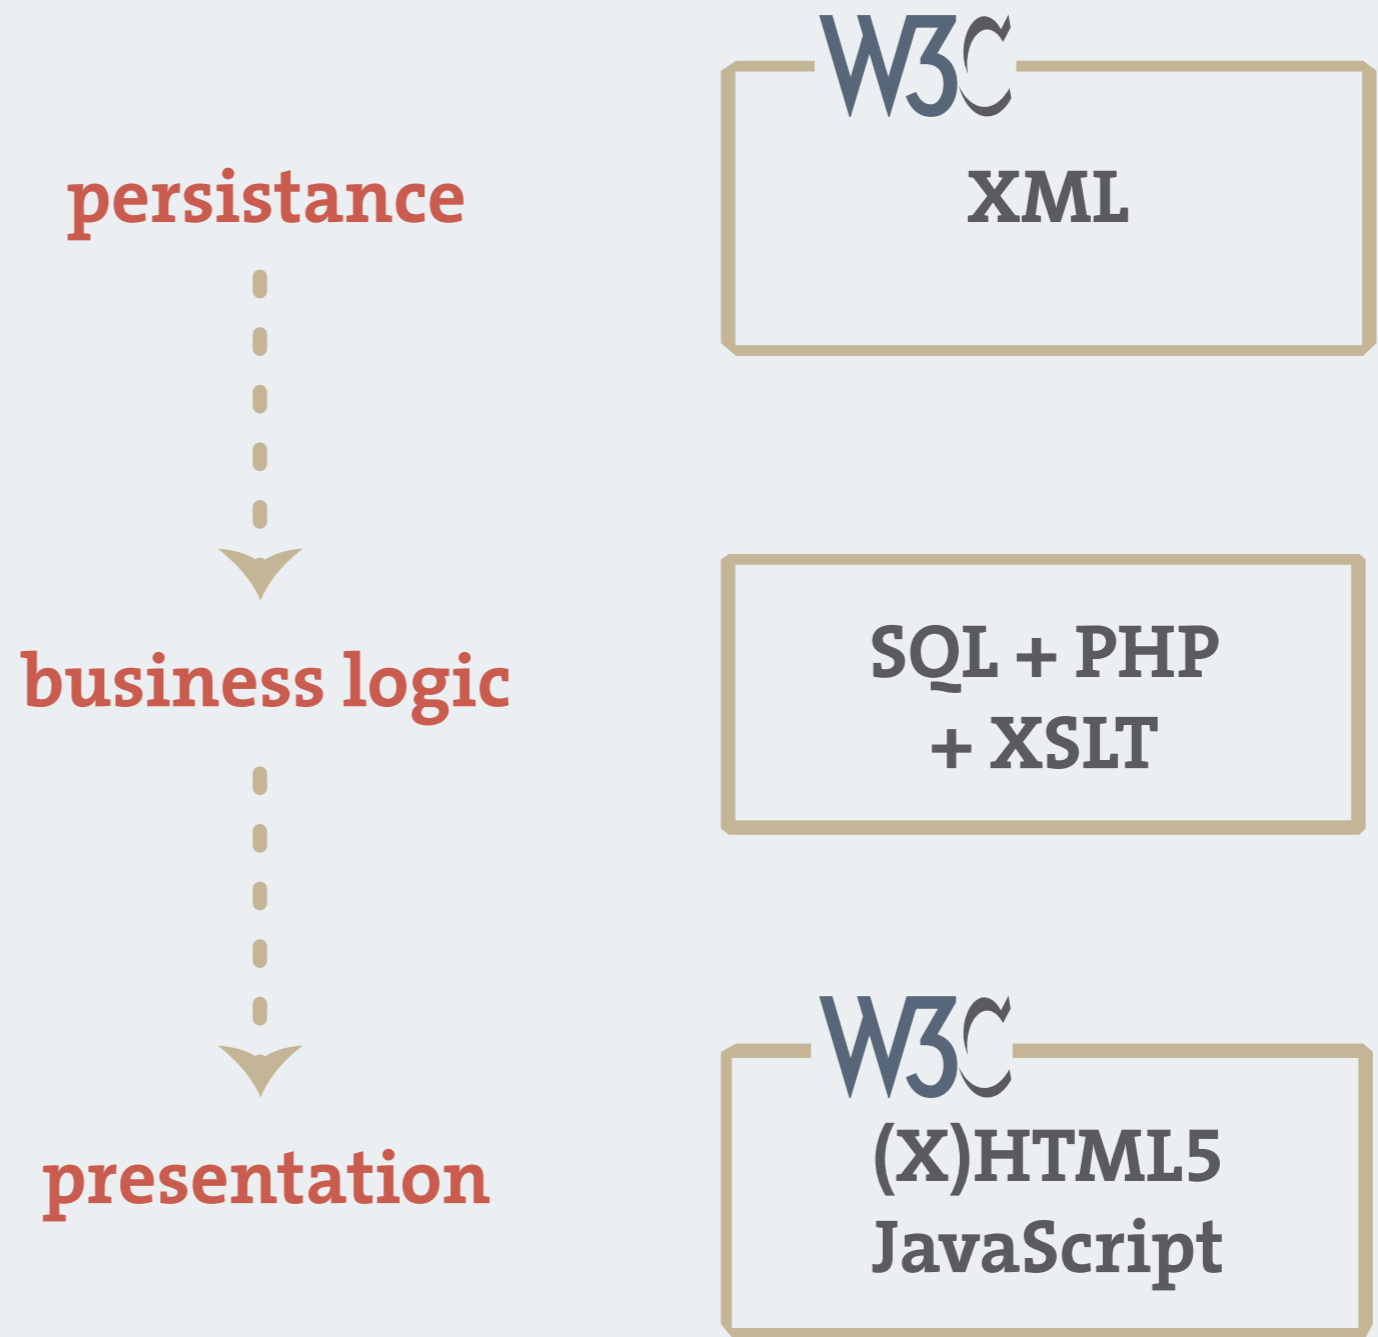 W3C
persistance
XML
business logic
SQL + PHP
+ XSLT
W3C
presentation
(X)HTML5
JavaScript